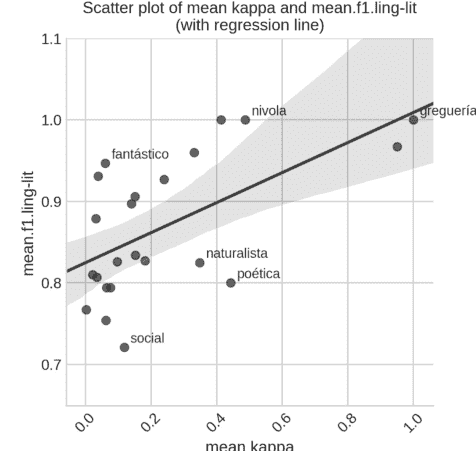 Scatter plot of mean kappa and mean.f1.ling-lit
(with regression line)
1.1
1.0
0.9
0.8
0.7
mean.f1.ling-lit
nivola
greguería
fantástico
naturalista
poética
social
0.0
0.2
0.4
0.6
0.8
1.0
mean kappa